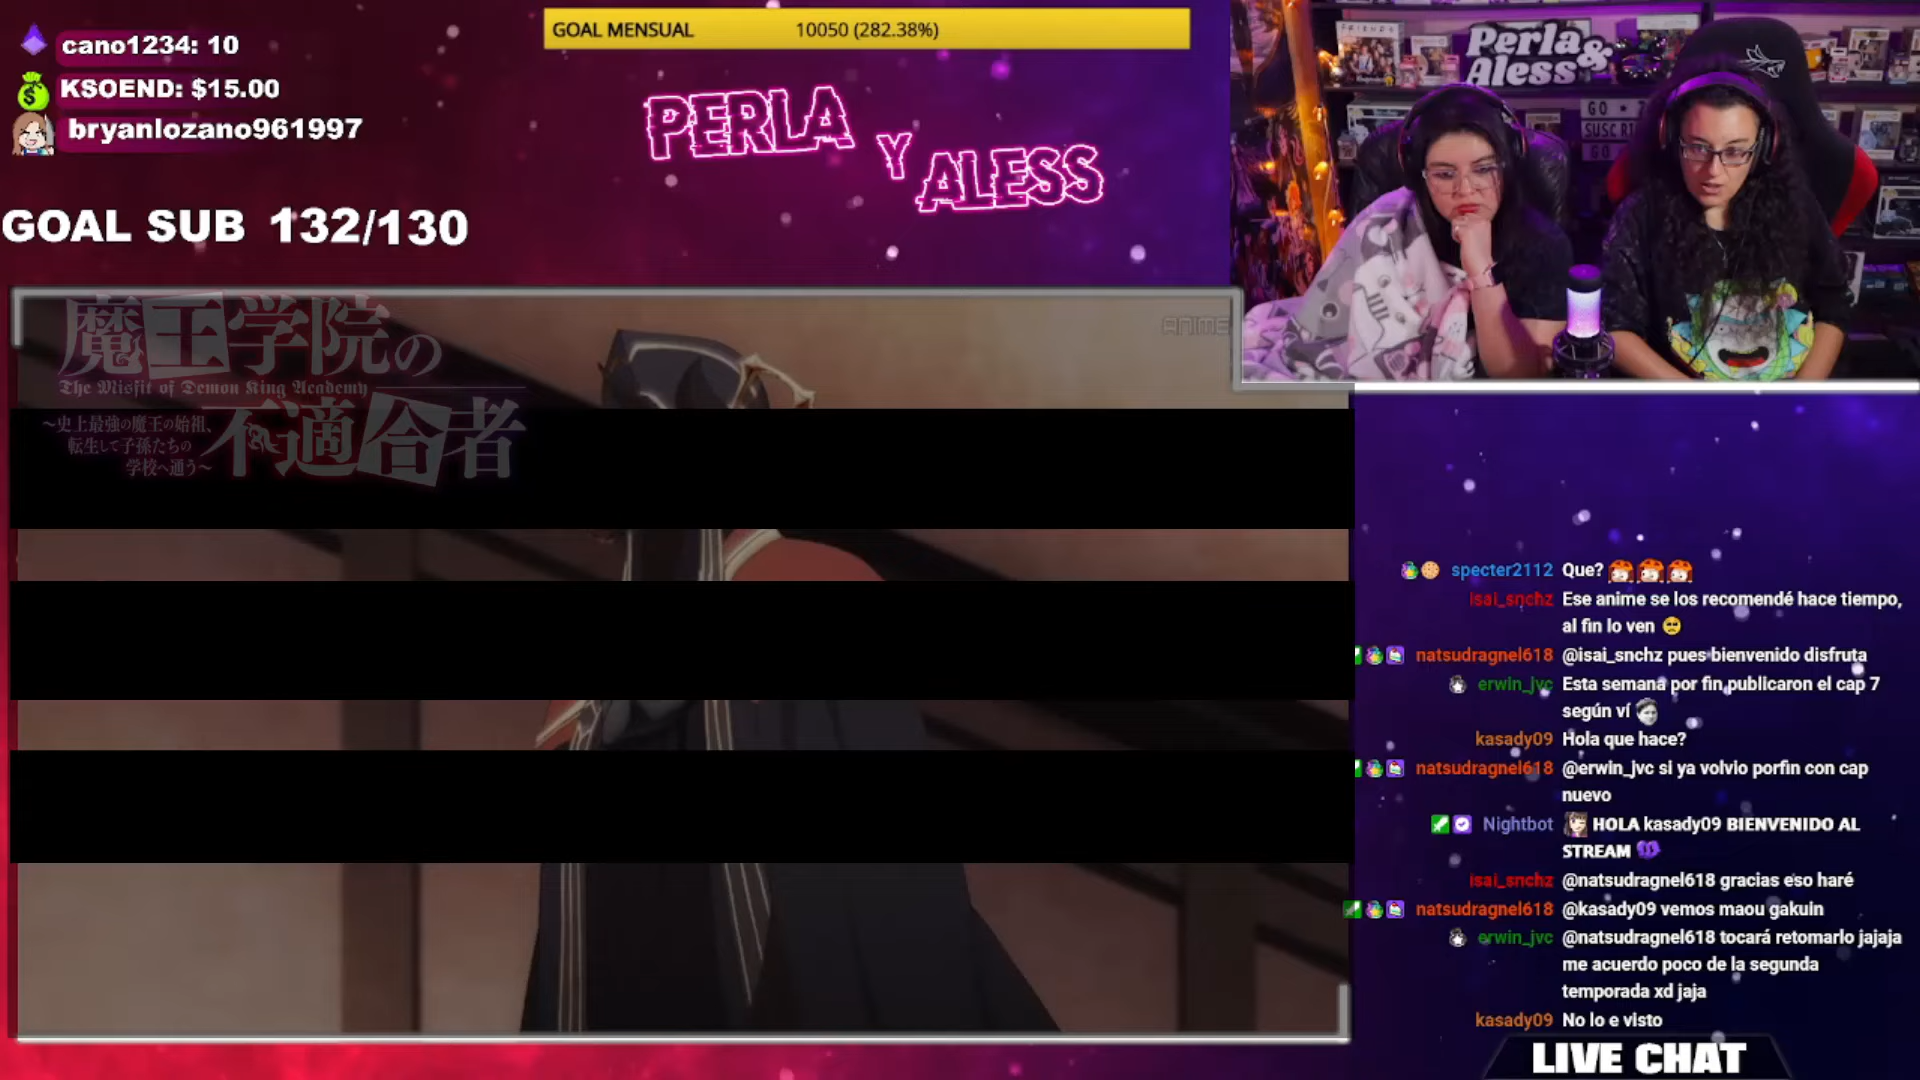 cano1234: 10
KSOEND: $15.00
bryanlozano961997
GOAL SUB 132/130
GOAL MENSUAL 10050 (282.38%)
PERLA
Y
ALESS
Perla &
Aless
FRIENDS
魔王学院の
The Misfit of Demon King Academy
不適合者
～史上最強の魔王の始祖、
転生して子孫たちの
学校へ通う～
ANIME
specter2112 Que?
isai_snchz Ese anime se los recomendé hace tiempo,
al fin lo ven
natsudragnel618 @isai_snchz pues bienvenido disfruta
erwin_jvc Esta semana por fin publicaron el cap 7
según ví
kasady09 Hola que hace?
natsudragnel618 @erwin_jvc si ya volvio porfin con cap
nuevo
Nightbot HOLA kasady09 BIENVENIDO AL
STREAM
isai_snchz @natsudragnel618 gracias eso haré
natsudragnel618 @kasady09 vemos maou gakuin
erwin_jvc @natsudragnel618 tocará retomarlo jajaja
me acuerdo poco de la segunda
temporada xd jaja
kasady09 No lo e visto
LIVE CHAT